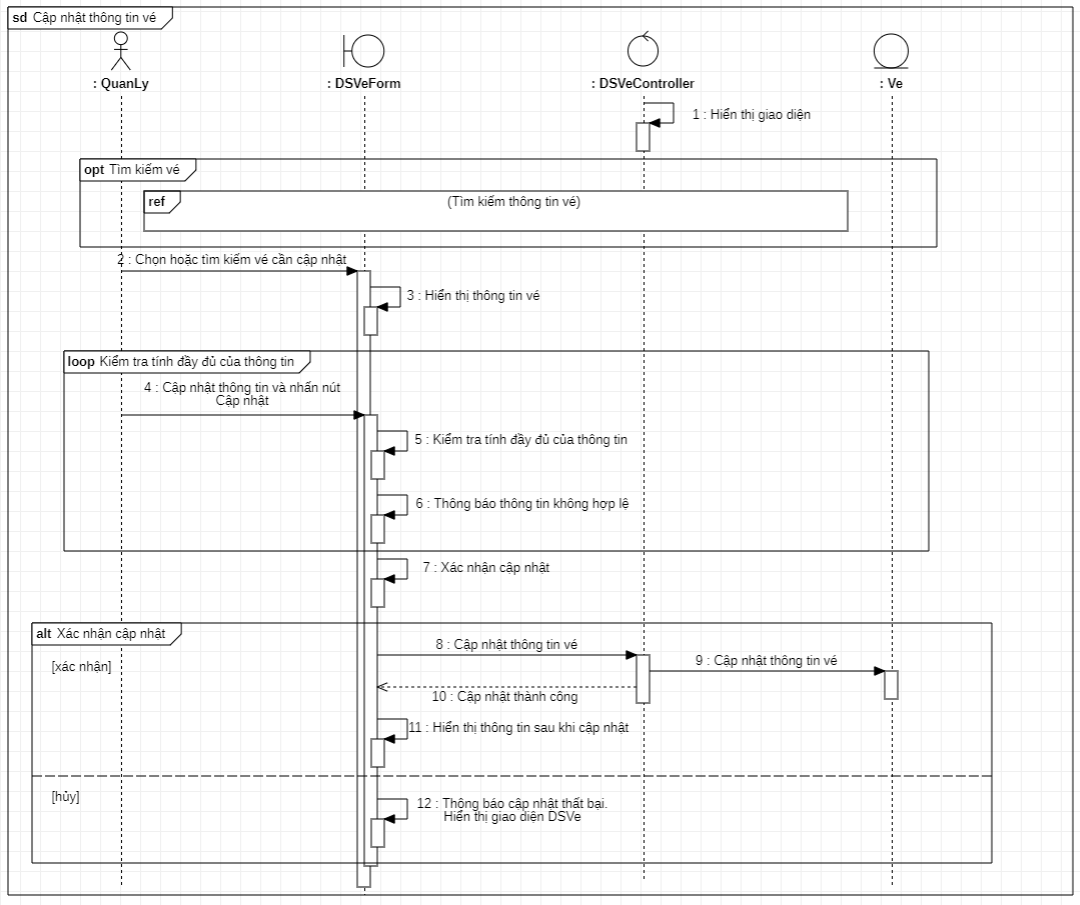 sd Cập nhật thông tin vé
: QuanLy
: DSVeForm
: DSVeController
: Ve
1 : Hiển thị giao diện
opt Tìm kiếm vé
ref
(Tìm kiếm thông tin vé)
2 : Chọn hoặc tìm kiếm vé cần cập nhật
3 : Hiển thị thông tin vé
loop Kiểm tra tính đầy đủ của thông tin
4 : Cập nhật thông tin và nhấn nút
Cập nhật
5 : Kiểm tra tính đầy đủ của thông tin
6 : Thông báo thông tin không hợp lệ
7 : Xác nhận cập nhật
alt Xác nhận cập nhật
[xác nhận]
8 : Cập nhật thông tin vé
9 : Cập nhật thông tin vé
10 : Cập nhật thành công
11 : Hiển thị thông tin sau khi cập nhật
[hủy]
12 : Thông báo cập nhật thất bại.
Hiển thị giao diện DSVe